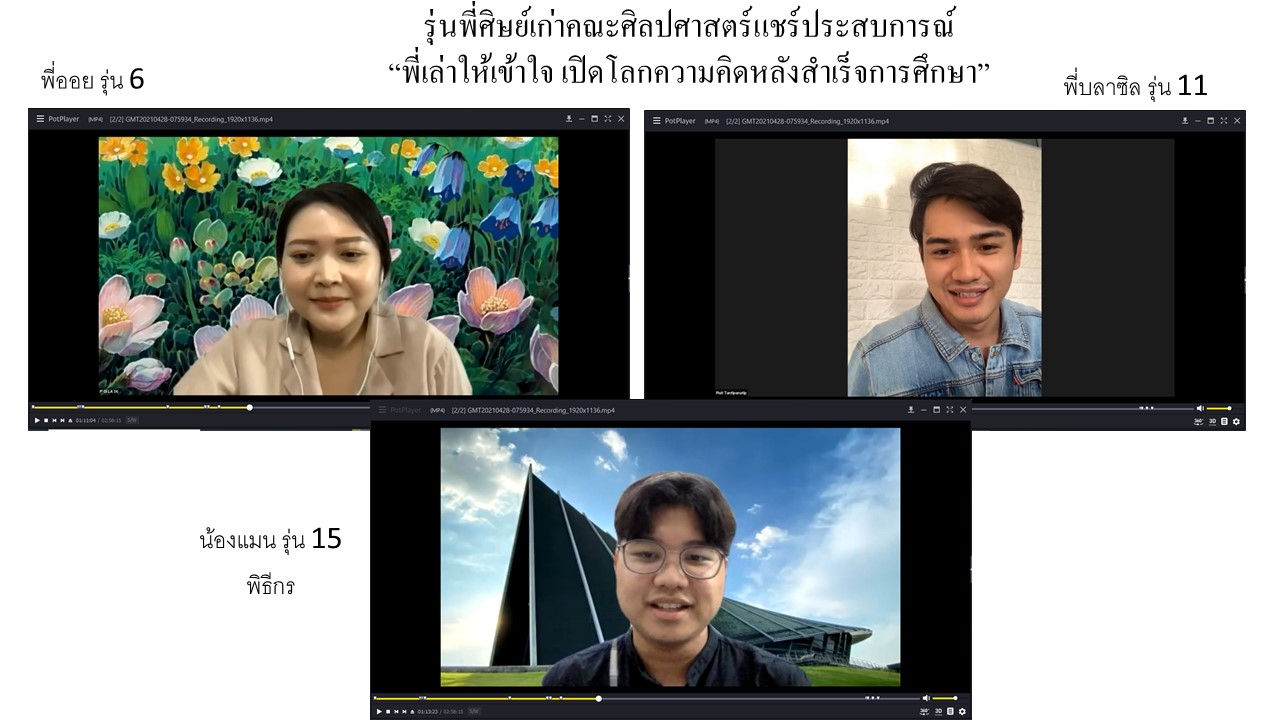 รุ่นพี่ศิษย์เก่าคณะศิลปศาสตร์แชร์ประสบการณ์
“พี่เล่าให้เข้าใจ เปิดโลกความคิดหลังสำเร็จการศึกษา”
พี่ออย รุ่น 6
พี่บลาซิล รุ่น 11
PotPlayer (MP4) [2/2] GMT20210428-075934_Recording_1920x1136.mp4
PotPlayer (MP4) [2/2] GMT20210428-075934_Recording_1920x1136.mp4
01:11:04 / 02:56:15 S/W
360° 3D
PotPlayer (MP4) [2/2] GMT20210428-075934_Recording_1920x1136.mp4
น้องแมน รุ่น 15
พิธีกร
01:13:23 / 02:56:15 S/W
360° 3D